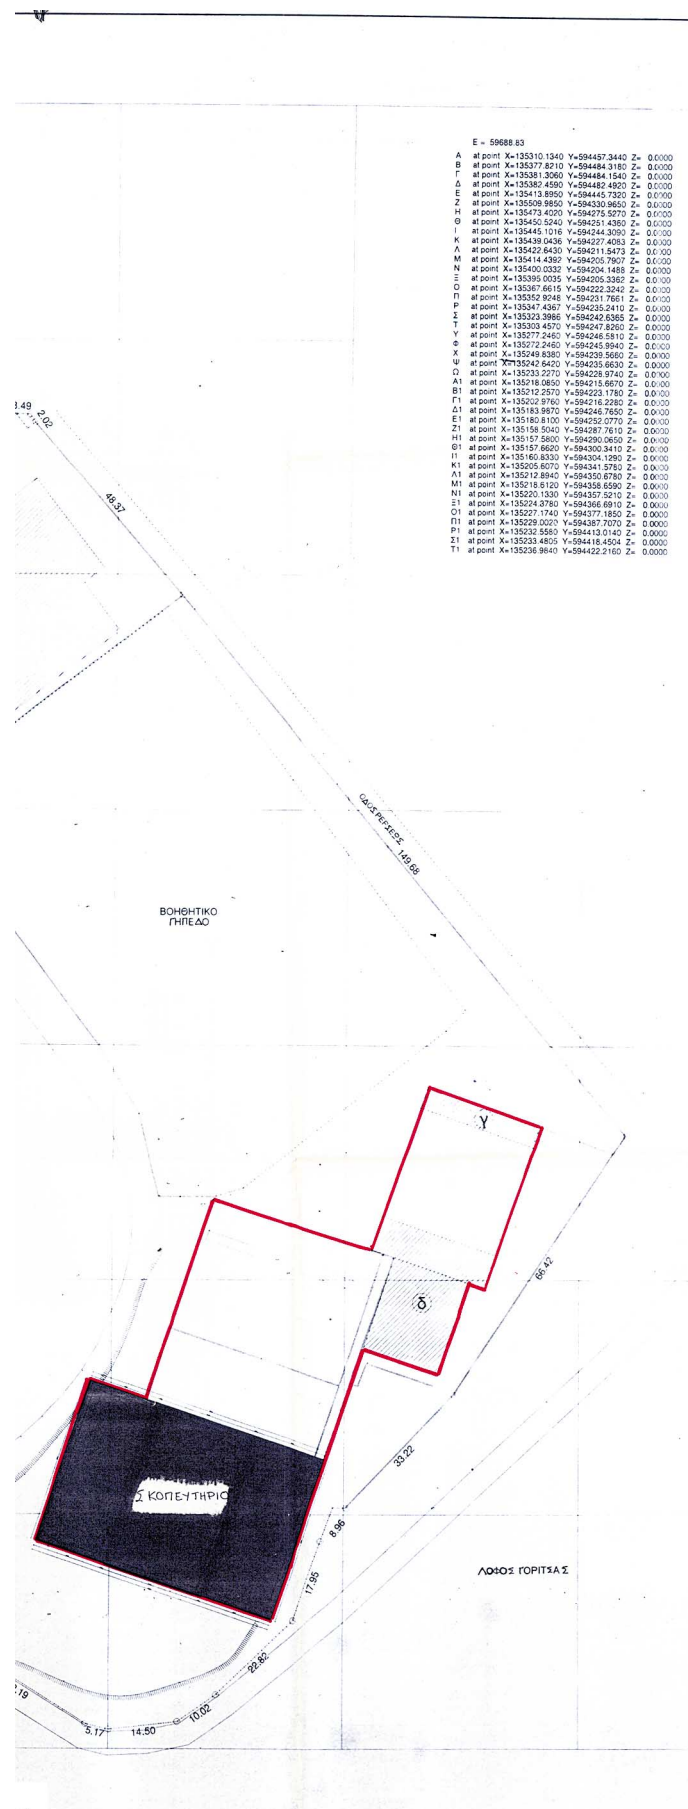 E = 59688.83
Α at point X=135310.1340 Y=594457.3440 Z= 0.0000
Β at point X=135377.8210 Y=594484.3180 Z= 0.0000
Γ at point X=135381.3060 Y=594484.1540 Z= 0.0000
Δ at point X=135382.4590 Y=594482.4920 Z= 0.0000
Ε at point X=135413.8950 Y=594445.7320 Z= 0.0000
Ζ at point X=135509.9850 Y=594330.9650 Z= 0.0000
Η at point X=135473.4020 Y=594275.5270 Z= 0.0000
Θ at point X=135450.5240 Y=594251.4360 Z= 0.0000
Ι at point X=135445.1016 Y=594244.3090 Z= 0.0000
Κ at point X=135439.0436 Y=594227.4083 Z= 0.0000
Λ at point X=135422.6430 Y=594211.5473 Z= 0.0000
Μ at point X=135414.4392 Y=594205.7907 Z= 0.0000
Ν at point X=135400.0332 Y=594204.1488 Z= 0.0000
Ξ at point X=135395.0035 Y=594205.3362 Z= 0.0000
Ο at point X=135367.6615 Y=594222.3242 Z= 0.0000
Π at point X=135352.9248 Y=594231.7661 Z= 0.0000
Ρ at point X=135347.4367 Y=594235.2410 Z= 0.0000
Σ at point X=135323.3986 Y=594242.6365 Z= 0.0000
Τ at point X=135303.4570 Y=594247.8260 Z= 0.0000
Υ at point X=135277.2460 Y=594246.5810 Z= 0.0000
Φ at point X=135272.2460 Y=594245.9940 Z= 0.0000
Χ at point X=135249.8380 Y=594239.5660 Z= 0.0000
Ψ at point X=135242.6420 Y=594235.6630 Z= 0.0000
Ω at point X=135233.2270 Y=594228.9740 Z= 0.0000
Α1 at point X=135218.0850 Y=594215.6670 Z= 0.0000
Β1 at point X=135212.2570 Y=594223.1780 Z= 0.0000
Γ1 at point X=135202.9760 Y=594216.2280 Z= 0.0000
Δ1 at point X=135183.9870 Y=594246.7650 Z= 0.0000
Ε1 at point X=135180.8100 Y=594252.0770 Z= 0.0000
Ζ1 at point X=135158.5040 Y=594287.7610 Z= 0.0000
Η1 at point X=135157.5800 Y=594290.0650 Z= 0.0000
Θ1 at point X=135157.6620 Y=594300.3410 Z= 0.0000
Ι1 at point X=135160.8330 Y=594304.1290 Z= 0.0000
Κ1 at point X=135205.6070 Y=594341.5780 Z= 0.0000
Λ1 at point X=135212.8940 Y=594350.6780 Z= 0.0000
Μ1 at point X=135218.6120 Y=594358.6590 Z= 0.0000
Ν1 at point X=135220.1330 Y=594357.5210 Z= 0.0000
Ξ1 at point X=135224.3780 Y=594366.6910 Z= 0.0000
Ο1 at point X=135227.1740 Y=594377.1850 Z= 0.0000
Π1 at point X=135229.0020 Y=594387.7070 Z= 0.0000
Ρ1 at point X=135232.5580 Y=594413.0140 Z= 0.0000
Σ1 at point X=135233.4805 Y=594418.4504 Z= 0.0000
Τ1 at point X=135236.9840 Y=594422.2160 Z= 0.0000
3.49
2.02
48.37
ΟΔΟΣ ΡΕΓΣΕΩΣ
149.68
ΒΟΗΘΗΤΙΚΟ
ΓΗΠΕΔΟ
γ
66.42
δ
33.22
ΣΚΟΠΕΥΤΗΡΙΟ
8.96
ΛΟΦΟΣ ΓΟΡΙΤΣΑΣ
17.95
22.82
.19
10.02
5.17
14.50